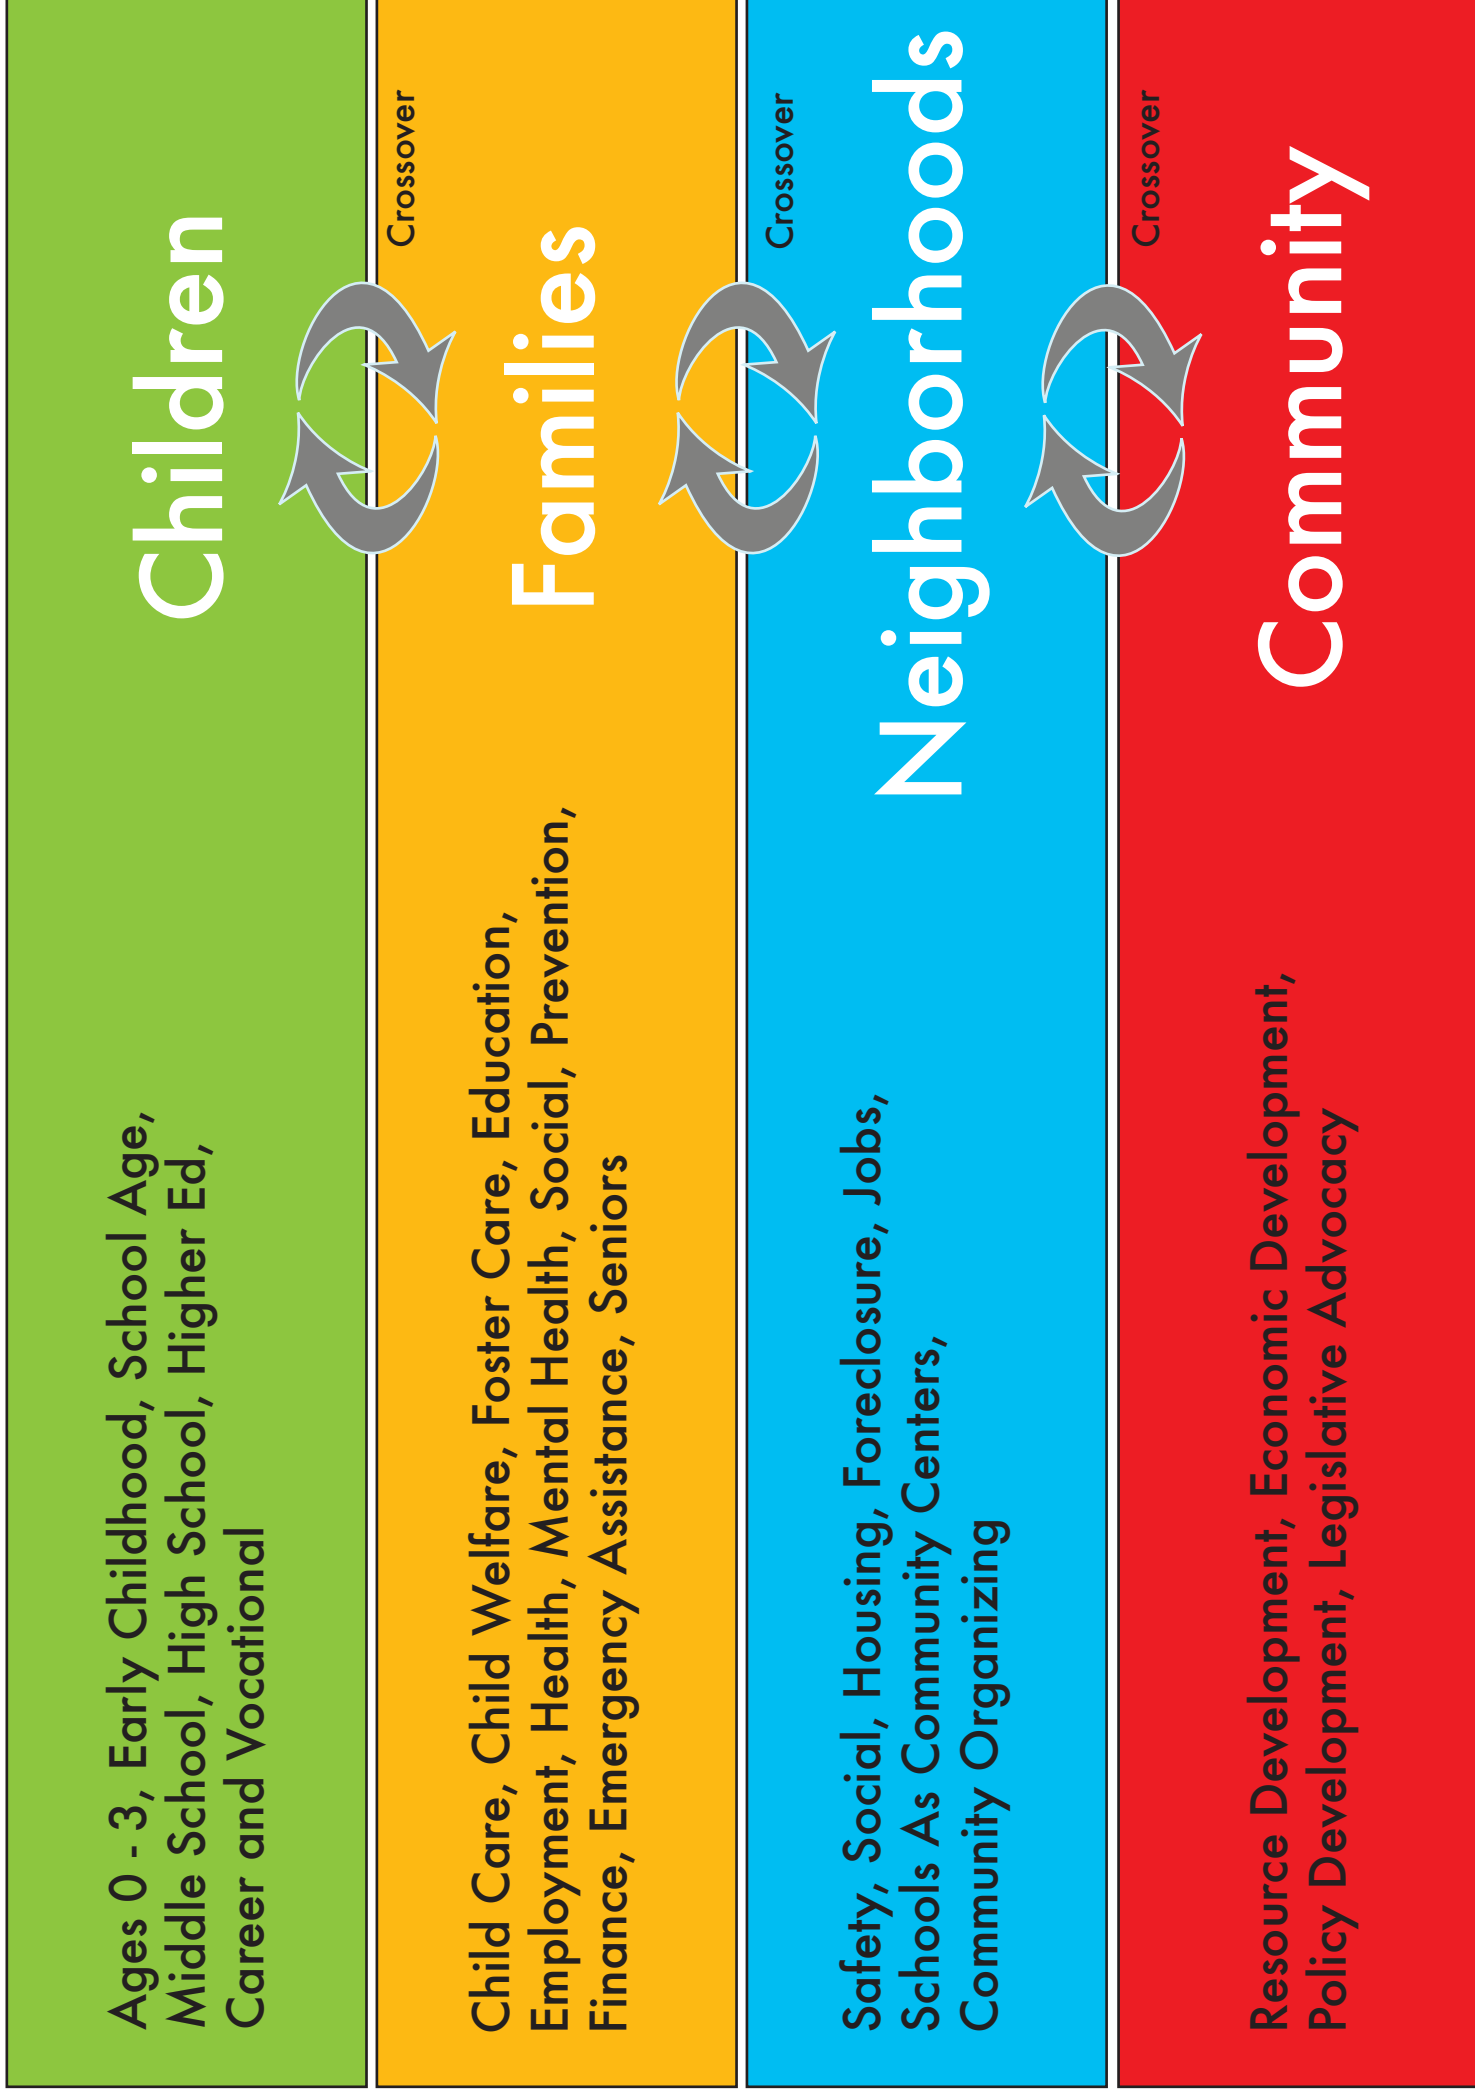 Ages 0 - 3, Early Childhood, School Age,
Middle School, High School, Higher Ed,
Career and Vocational
Children
Crossover
Child Care, Child Welfare, Foster Care, Education,
Employment, Health, Mental Health, Social, Prevention,
Finance, Emergency Assistance, Seniors
Families
Crossover
Safety, Social, Housing, Foreclosure, Jobs,
Schools As Community Centers,
Community Organizing
Neighborhoods
Crossover
Resource Development, Economic Development,
Policy Development, Legislative Advocacy
Community